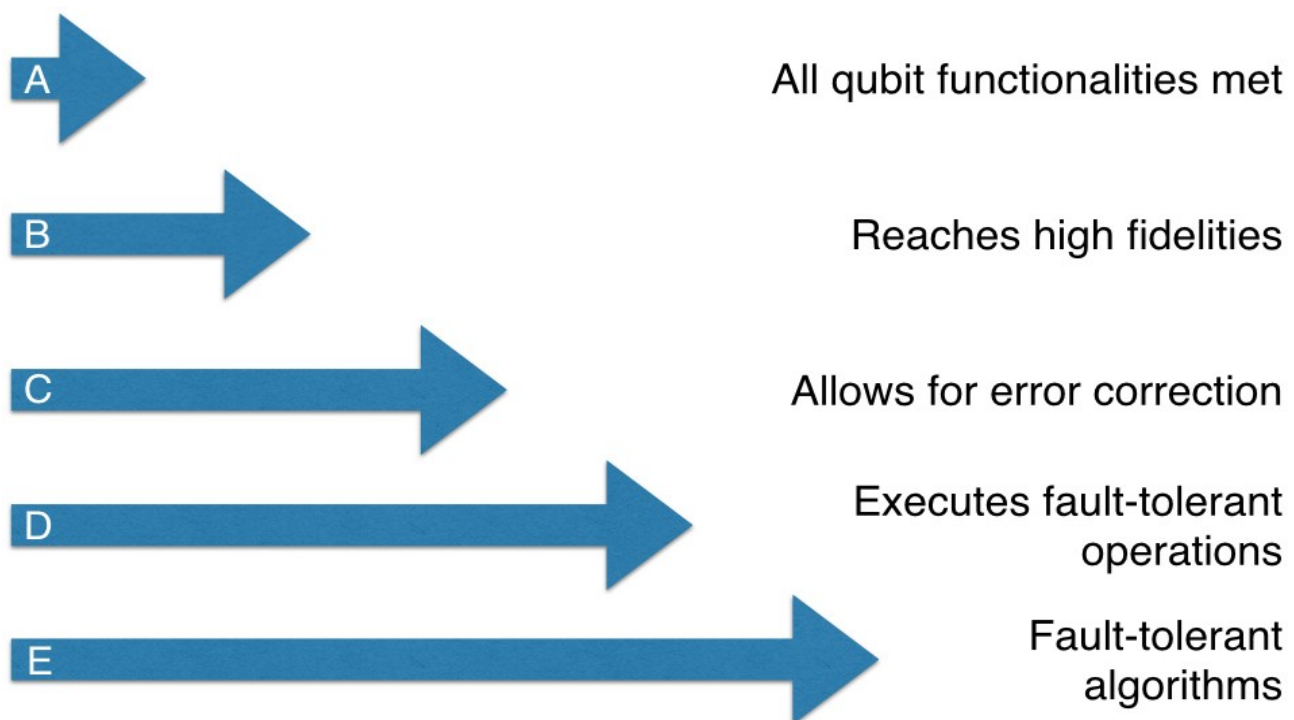 A
All qubit functionalities met
B
Reaches high fidelities
C
Allows for error correction
D
Executes fault-tolerant
operations
E
Fault-tolerant
algorithms